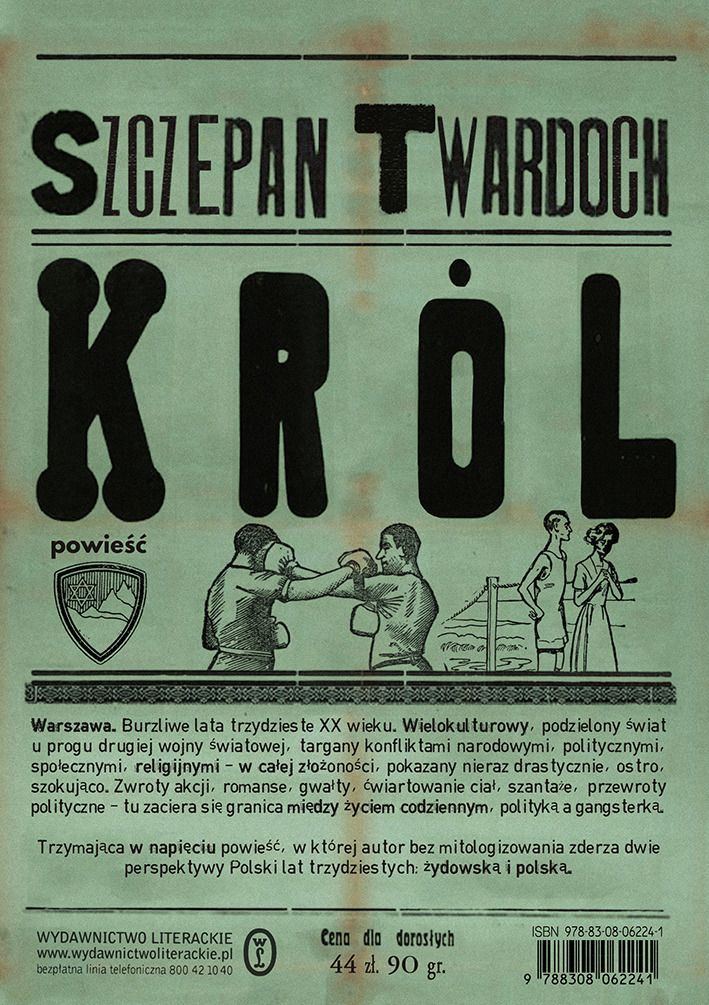 SZCZEPAN TWARDOCH
KRÓL
powieść
Warszawa. Burzliwe lata trzydzieste XX wieku. Wielokulturowy, podzielony świat
u progu drugiej wojny światowej, targany konfliktami narodowymi, politycznymi,
społecznymi, religijnymi – w całej złożoności, pokazany nieraz drastycznie, ostro,
szokująco. Zwroty akcji, romanse, gwałty, ćwiartowanie ciał, szantaże, przewroty
polityczne – tu zaciera się granica między życiem codziennym, polityką a gangsterką.
Trzymająca w napięciu powieść, w której autor bez mitologizowania zderza dwie
perspektywy Polski lat trzydziestych: żydowską i polską.
WYDAWNICTWO LITERACKIE
www.wydawnictwoliterackie.pl
bezpłatna linia telefoniczna 800 42 10 40
WL
Cena dla dorosłych
44 zł. 90 gr.
ISBN 978-83-08-06224-1
9 788308 062241